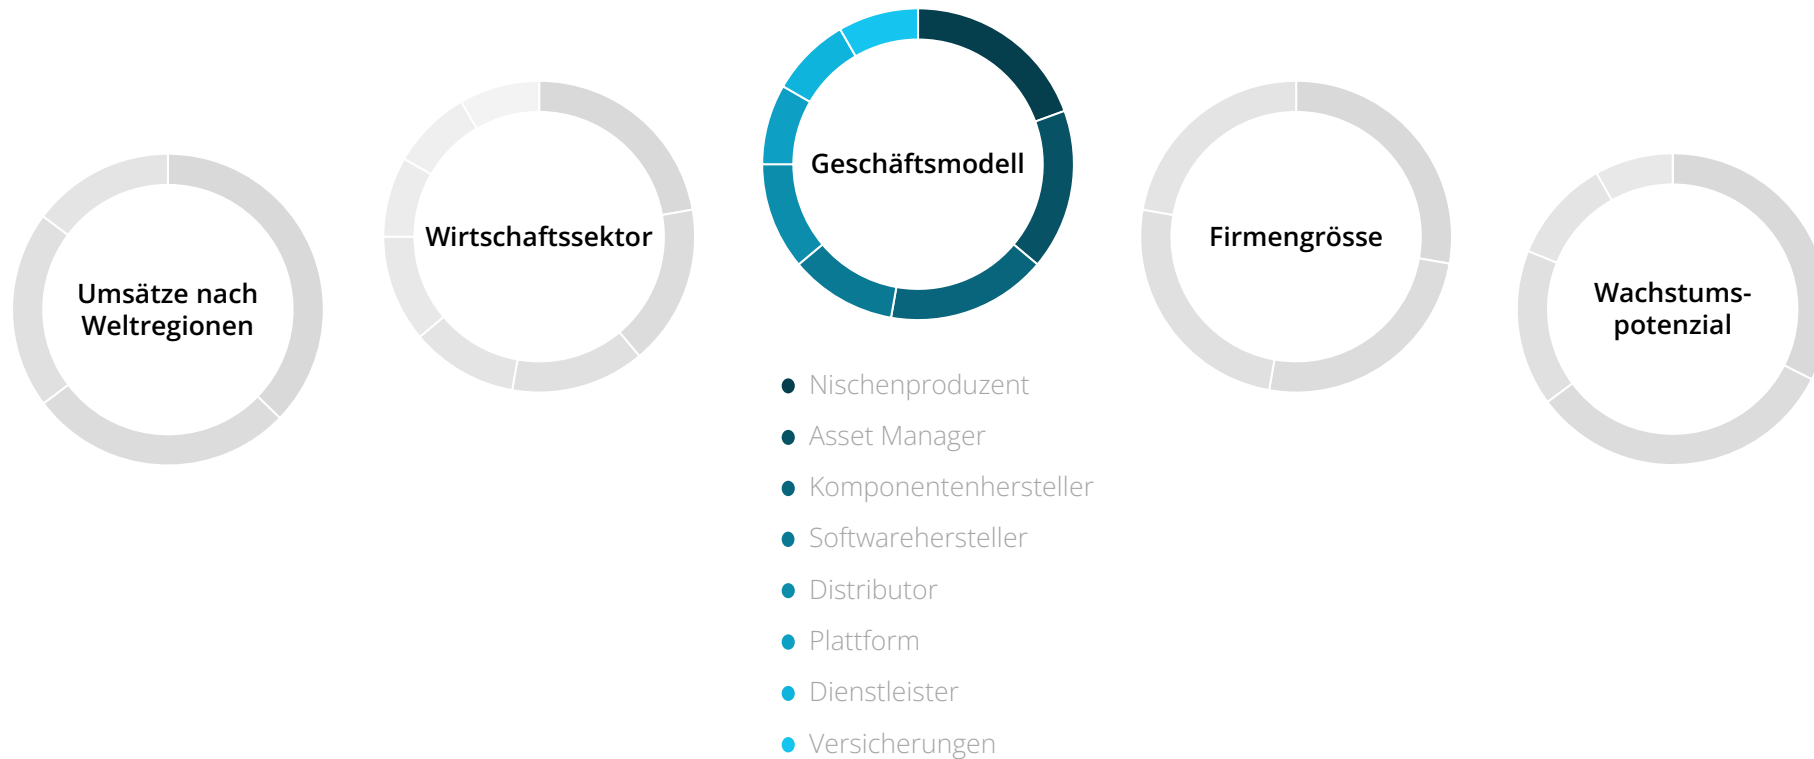 Umsätze nach
Weltregionen
Wirtschaftssektor
Geschäftsmodell
Firmengrösse
Wachstums-
potenzial
Nischenproduzent
Asset Manager
Komponentenhersteller
Softwarehersteller
Distributor
Plattform
Dienstleister
Versicherungen